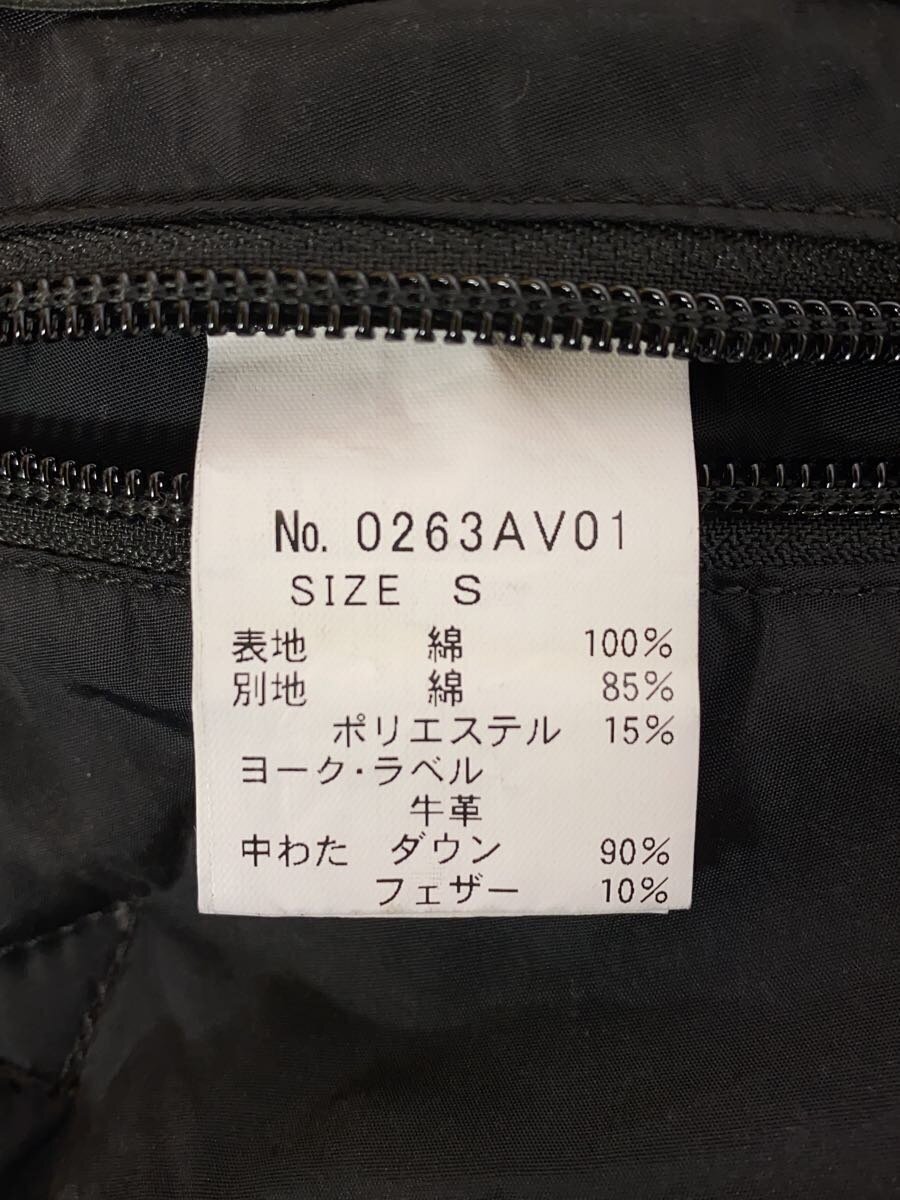 No. 0263AV01
SIZE S
表地 綿 100%
別地 綿 85%
ポリエステル 15%
ヨーク・ラベル
牛革
中わた ダウン 90%
フェザー 10%